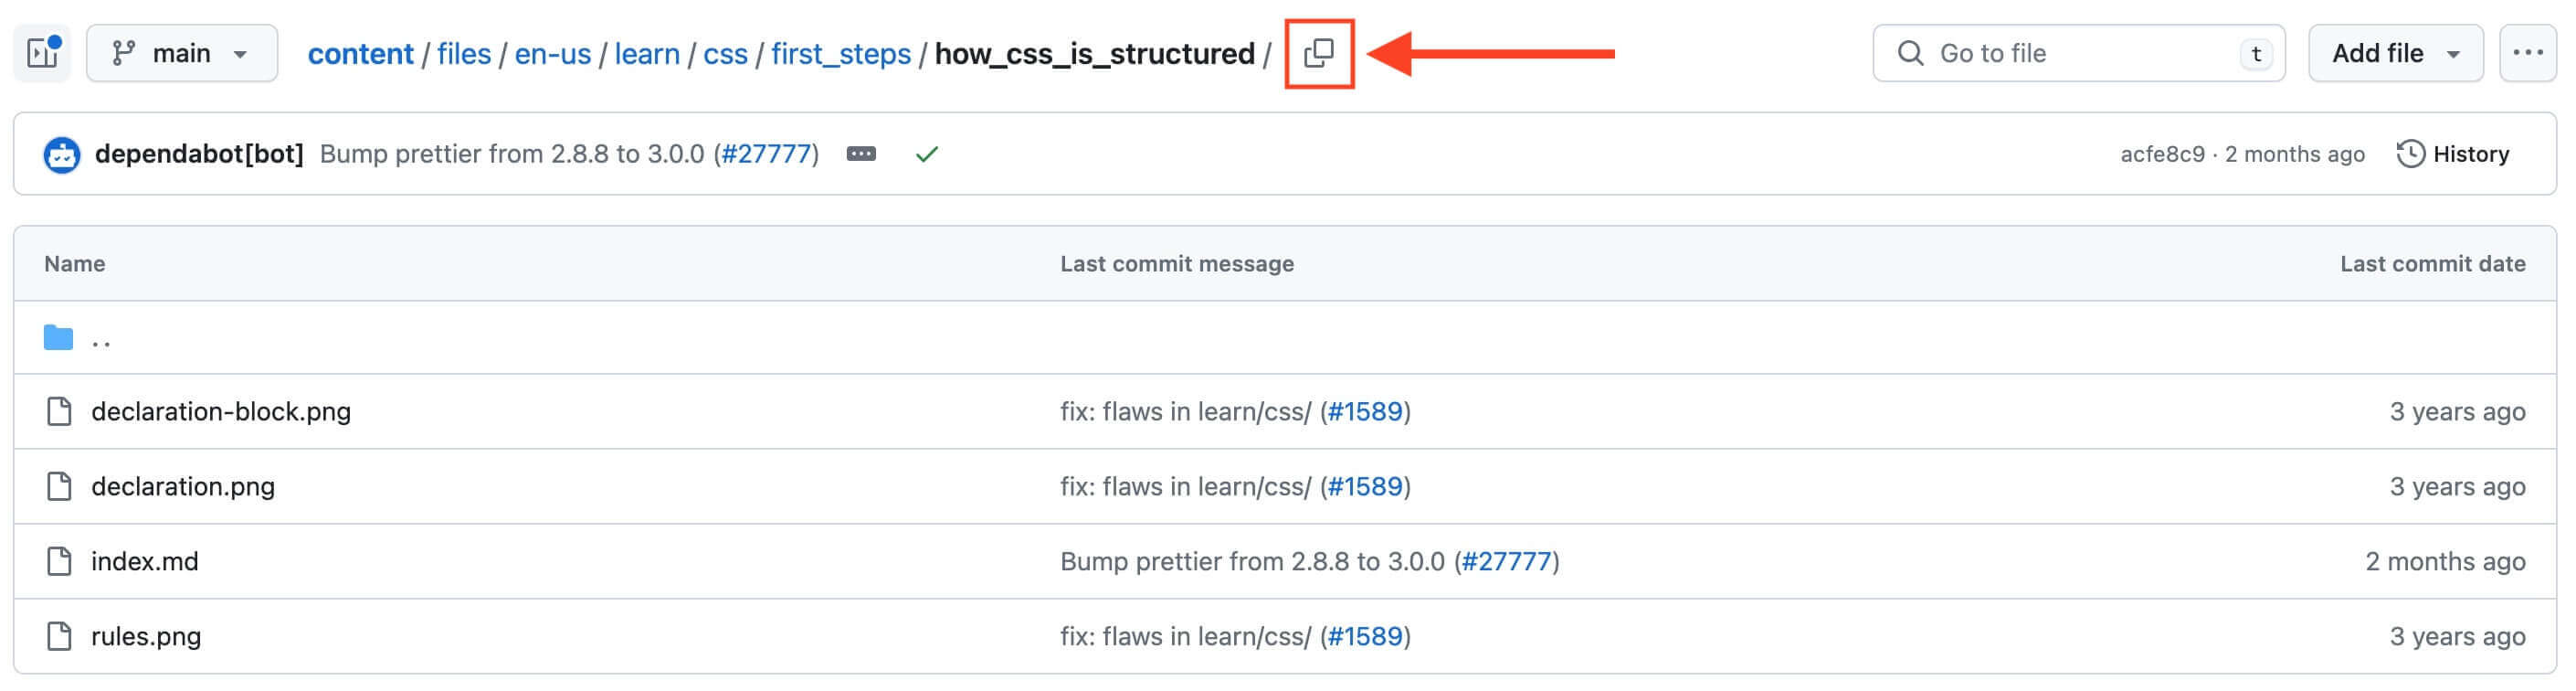 main content / files / en-us / learn / css / first_steps / how_css_is_structured / Go to file t Add file ...
dependabot[bot] Bump prettier from 2.8.8 to 3.0.0 (#27777) ... acfe8c9 · 2 months ago History
Name Last commit message Last commit date
..
declaration-block.png fix: flaws in learn/css/ (#1589) 3 years ago
declaration.png fix: flaws in learn/css/ (#1589) 3 years ago
index.md Bump prettier from 2.8.8 to 3.0.0 (#27777) 2 months ago
rules.png fix: flaws in learn/css/ (#1589) 3 years ago